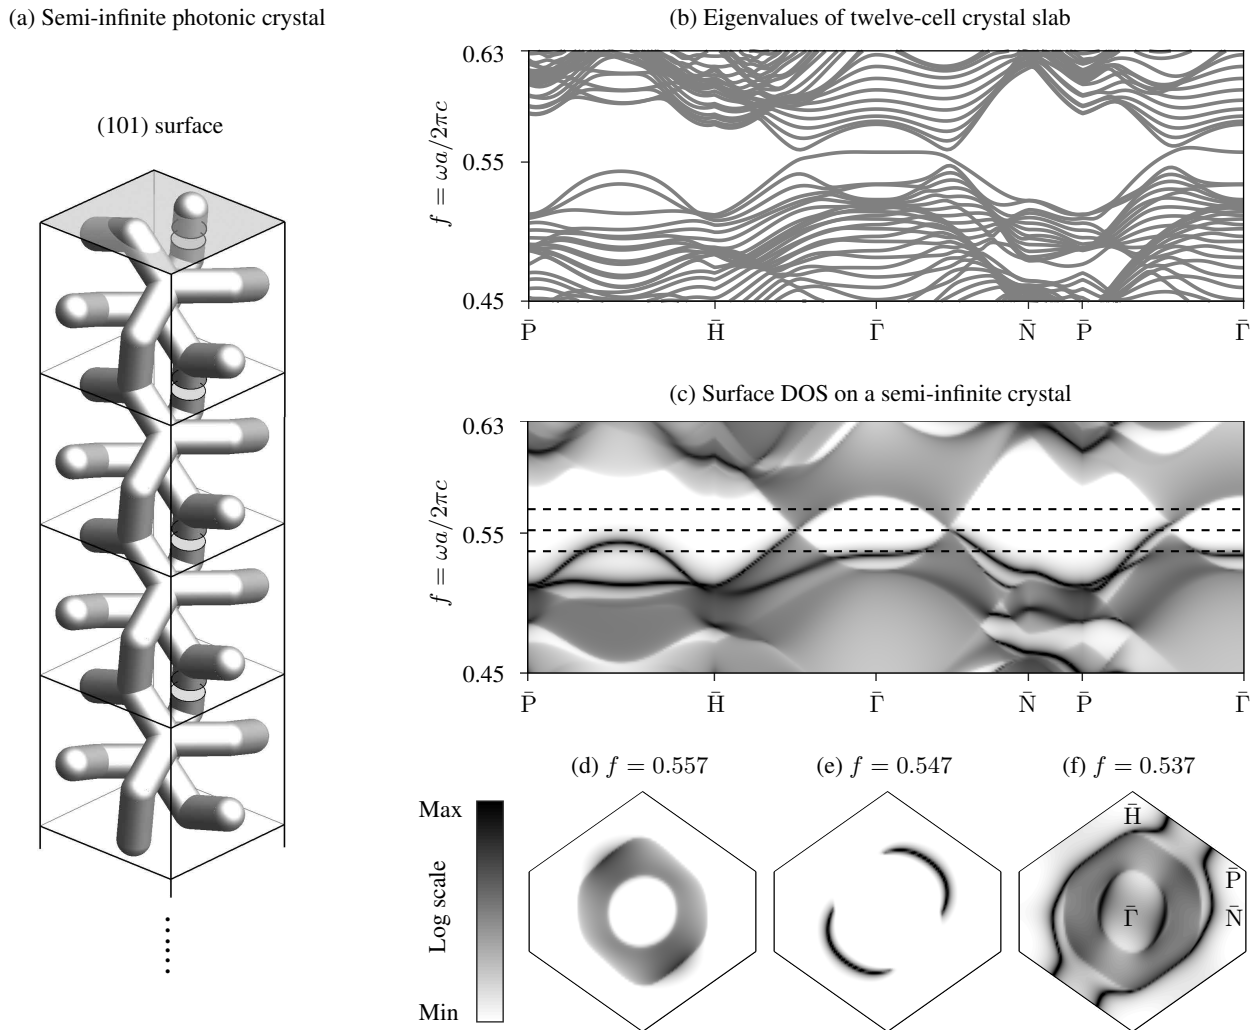 (a) Semi-infinite photonic crystal
(101) surface
(b) Eigenvalues of twelve-cell crystal slab
0.63
0.55
0.45
f = ωa/2πc
P̄ H̄ Γ̄ N̄ P̄ Γ̄
(c) Surface DOS on a semi-infinite crystal
0.63
0.55
0.45
f = ωa/2πc
P̄ H̄ Γ̄ N̄ P̄ Γ̄
Max
Log scale
Min
(d) f = 0.557
(e) f = 0.547
(f) f = 0.537
H̄
P̄
Γ̄ N̄